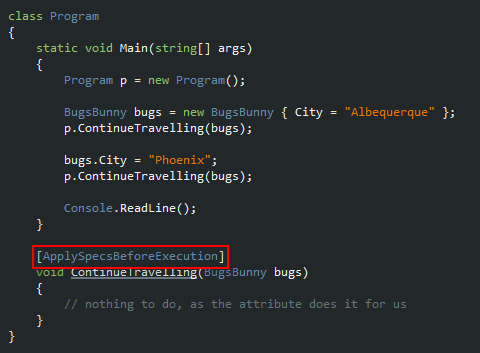 class Program
{
    static void Main(string[] args)
    {
        Program p = new Program();
        BugsBunny bugs = new BugsBunny { City = "Albequerque" };
        p.ContinueTravelling(bugs);
        bugs.City = "Phoenix";
        p.ContinueTravelling(bugs);
        Console.ReadLine();
    }
    [ApplySpecsBeforeExecution]
    void ContinueTravelling(BugsBunny bugs)
    {
        // nothing to do, as the attribute does it for us
    }
}